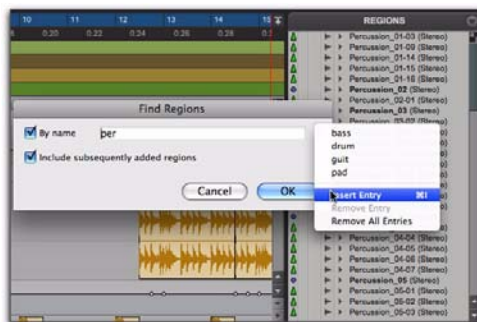 10 11 12 13 14 15
0:20 0:22 0:24 0:26 0:28
REGIONS
Percussion_01-03 (Stereo)
Percussion_01-09 (Stereo)
Percussion_01-14 (Stereo)
Percussion_01-15 (Stereo)
Percussion_01-16 (Stereo)
Percussion_02 (Stereo)
Percussion_02-01 (Stereo)
Percussion_03 (Stereo)
Percussion_03-02 (Stereo)
Find Regions
By name
per
Include subsequently added regions
Cancel
OK
bass
drum
guit
pad
Insert Entry ⌘I
Remove Entry
Remove All Entries
Percussion_04-04 (Stereo)
Percussion_04-05 (Stereo)
Percussion_04-06 (Stereo)
Percussion_04-07 (Stereo)
Percussion_05 (Stereo)
Percussion_05-01 (Stereo)
Percussion_05-02 (Stereo)
Percussion_05-03 (Stereo)